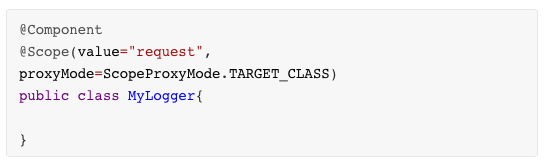 @Component
@Scope(value="request",
proxyMode=ScopeProxyMode.TARGET_CLASS)
public class MyLogger{
}